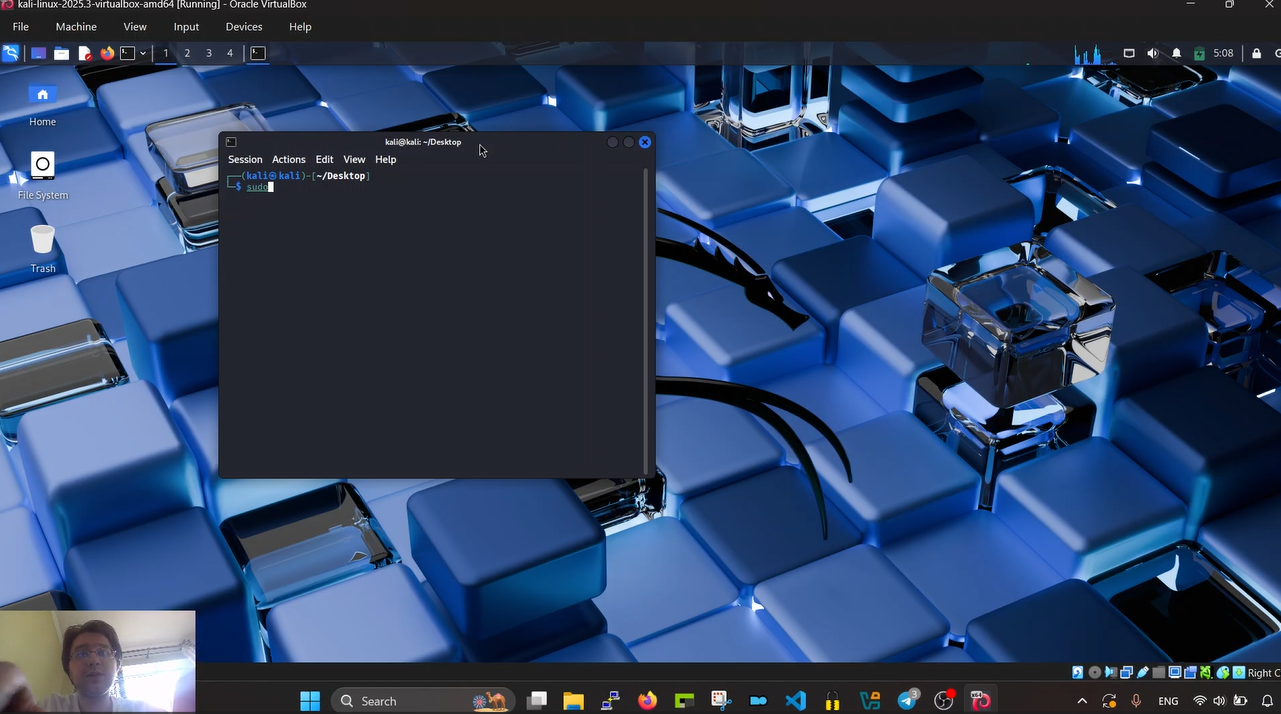 kali-linux-2025.3-virtualbox-amd64 [Running] - Oracle VirtualBox
File Machine View Input Devices Help
1 2 3 4 5:08
Home
File System
Trash
kali@kali: ~/Desktop
Session Actions Edit View Help
(kali㉿kali)-[~/Desktop]
$ sudo
Right C
Search
3
ENG